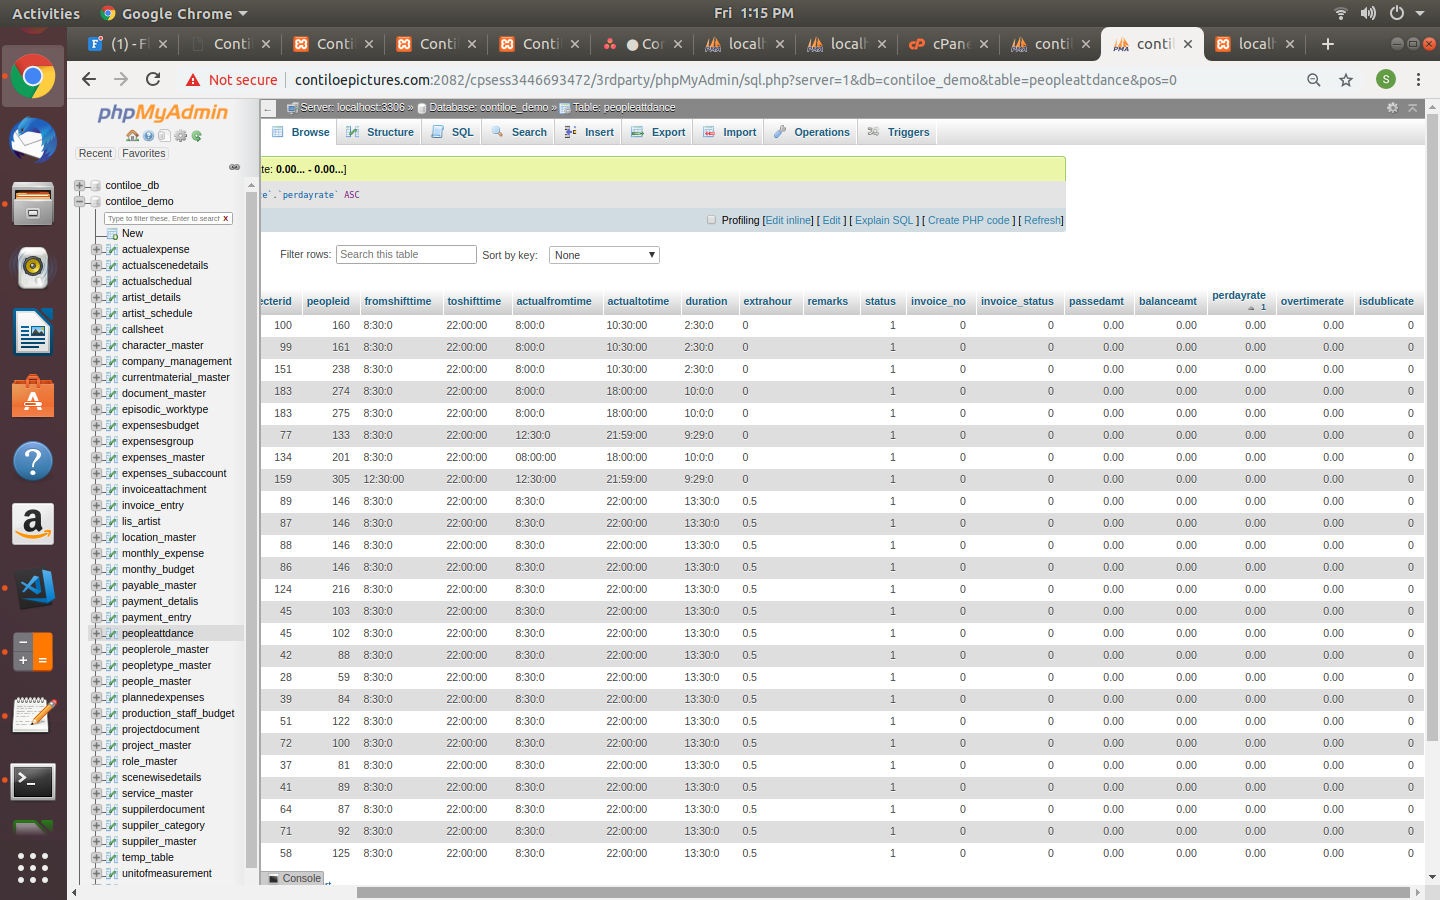 Activities Google Chrome Fri 1:15 PM
(1) - F Conti Conti Conti Conti Cor local local cPan conti conti local
Not secure contiloepictures.com:2082/cpsess3446693472/3rdparty/phpMyAdmin/sql.php?server=1&db=contiloe_demo&table=peopleattdance&pos=0 S
phpMyAdmin
Recent Favorites
contiloe_db
contiloe_demo
Type to filter these, Enter to search X
New
actualexpense
actualscenedetails
actualschedual
artist_details
artist_schedule
callsheet
character_master
company_management
currentmaterial_master
document_master
episodic_worktype
expensesbudget
expensesgroup
expenses_master
expenses_subaccount
invoiceattachment
invoice_entry
lis_artist
location_master
monthly_expense
monthy_budget
payable_master
payment_detalis
payment_entry
peopleattdance
peoplerole_master
peopletype_master
people_master
plannedexpenses
production_staff_budget
projectdocument
project_master
role_master
scenewisedetails
service_master
suppilerdocument
suppiler_category
suppiler_master
temp_table
unitofmeasurement
Server: localhost:3306 » Database: contiloe_demo » Table: peopleattdance
Browse Structure SQL Search Insert Export Import Operations Triggers
te: 0.00... - 0.00...]
e`.`perdayrate` ASC
Profiling [Edit inline] [ Edit ] [ Explain SQL ] [ Create PHP code ] [ Refresh]
Filter rows: Search this table Sort by key: None
cterid peopleid fromshifttime toshifttime actualfromtime actualtotime duration extrahour remarks status invoice_no invoice_status passedamt balanceamt perdayrate 1 overtimerate isdublicate
100 160 8:30:0 22:00:00 8:00:0 10:30:00 2:30:0 0 1 0 0 0.00 0.00 0.00 0.00 0
99 161 8:30:0 22:00:00 8:00:0 10:30:00 2:30:0 0 1 0 0 0.00 0.00 0.00 0.00 0
151 238 8:30:0 22:00:00 8:00:0 10:30:00 2:30:0 0 1 0 0 0.00 0.00 0.00 0.00 0
183 274 8:30:0 22:00:00 8:00:0 18:00:00 10:0:0 0 1 0 0 0.00 0.00 0.00 0.00 0
183 275 8:30:0 22:00:00 8:00:0 18:00:00 10:0:0 0 1 0 0 0.00 0.00 0.00 0.00 0
77 133 8:30:0 22:00:00 12:30:0 21:59:00 9:29:0 0 1 0 0 0.00 0.00 0.00 0.00 0
134 201 8:30:0 22:00:00 08:00:00 18:00:00 10:0:0 0 1 0 0 0.00 0.00 0.00 0.00 0
159 305 12:30:00 22:00:00 12:30:00 21:59:00 9:29:0 0 1 0 0 0.00 0.00 0.00 0.00 0
89 146 8:30:0 22:00:00 8:30:0 22:00:00 13:30:0 0.5 1 0 0 0.00 0.00 0.00 0.00 0
87 146 8:30:0 22:00:00 8:30:0 22:00:00 13:30:0 0.5 1 0 0 0.00 0.00 0.00 0.00 0
88 146 8:30:0 22:00:00 8:30:0 22:00:00 13:30:0 0.5 1 0 0 0.00 0.00 0.00 0.00 0
86 146 8:30:0 22:00:00 8:30:0 22:00:00 13:30:0 0.5 1 0 0 0.00 0.00 0.00 0.00 0
124 216 8:30:0 22:00:00 8:30:0 22:00:00 13:30:0 0.5 1 0 0 0.00 0.00 0.00 0.00 0
45 103 8:30:0 22:00:00 8:30:0 22:00:00 13:30:0 0.5 1 0 0 0.00 0.00 0.00 0.00 0
45 102 8:30:0 22:00:00 8:30:0 22:00:00 13:30:0 0.5 1 0 0 0.00 0.00 0.00 0.00 0
42 88 8:30:0 22:00:00 8:30:0 22:00:00 13:30:0 0.5 1 0 0 0.00 0.00 0.00 0.00 0
28 59 8:30:0 22:00:00 8:30:0 22:00:00 13:30:0 0.5 1 0 0 0.00 0.00 0.00 0.00 0
39 84 8:30:0 22:00:00 8:30:0 22:00:00 13:30:0 0.5 1 0 0 0.00 0.00 0.00 0.00 0
51 122 8:30:0 22:00:00 8:30:0 22:00:00 13:30:0 0.5 1 0 0 0.00 0.00 0.00 0.00 0
72 100 8:30:0 22:00:00 8:30:0 22:00:00 13:30:0 0.5 1 0 0 0.00 0.00 0.00 0.00 0
37 81 8:30:0 22:00:00 8:30:0 22:00:00 13:30:0 0.5 1 0 0 0.00 0.00 0.00 0.00 0
41 89 8:30:0 22:00:00 8:30:0 22:00:00 13:30:0 0.5 1 0 0 0.00 0.00 0.00 0.00 0
64 87 8:30:0 22:00:00 8:30:0 22:00:00 13:30:0 0.5 1 0 0 0.00 0.00 0.00 0.00 0
71 92 8:30:0 22:00:00 8:30:0 22:00:00 13:30:0 0.5 1 0 0 0.00 0.00 0.00 0.00 0
58 125 8:30:0 22:00:00 8:30:0 22:00:00 13:30:0 0.5 1 0 0 0.00 0.00 0.00 0.00 0
Console